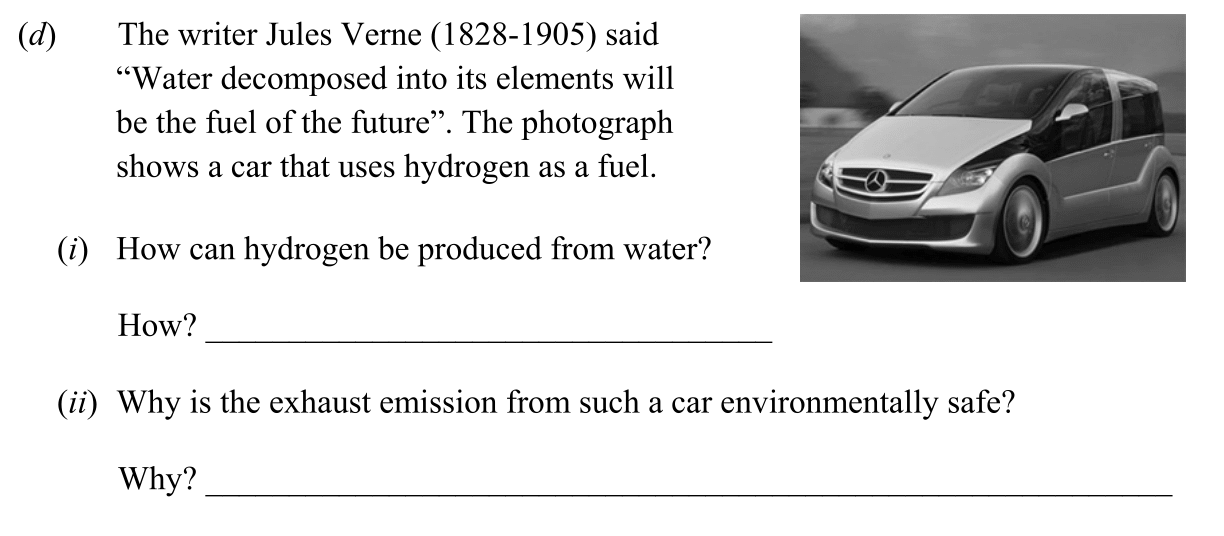 (d) The writer Jules Verne (1828-1905) said
“Water decomposed into its elements will
be the fuel of the future”. The photograph
shows a car that uses hydrogen as a fuel.
(i) How can hydrogen be produced from water?
How? ______________________________
(ii) Why is the exhaust emission from such a car environmentally safe?
Why? ______________________________